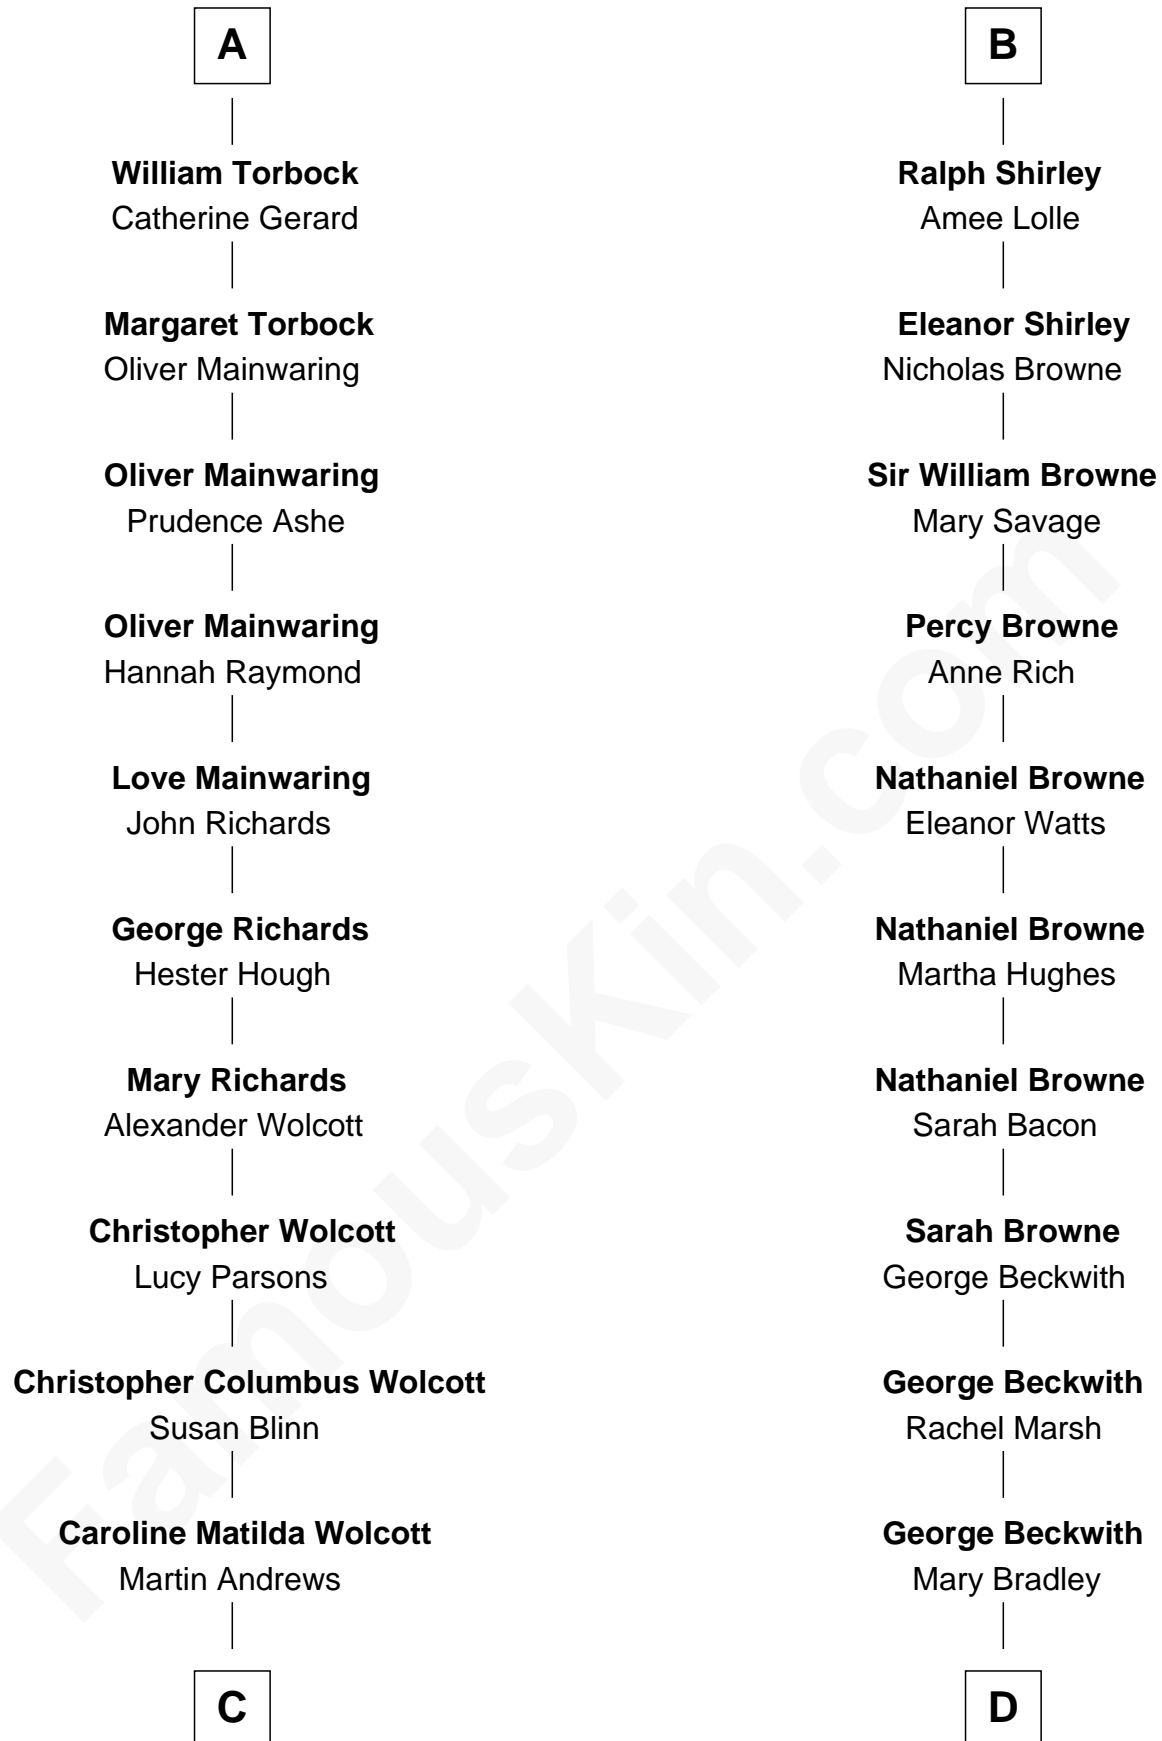 A
William Torbock
Catherine Gerard
Margaret Torbock
Oliver Mainwaring
Oliver Mainwaring
Prudence Ashe
Oliver Mainwaring
Hannah Raymond
Love Mainwaring
John Richards
George Richards
Hester Hough
Mary Richards
Alexander Wolcott
Christopher Wolcott
Lucy Parsons
Christopher Columbus Wolcott
Susan Blinn
Caroline Matilda Wolcott
Martin Andrews
C
B
Ralph Shirley
Amee Lolle
Eleanor Shirley
Nicholas Browne
Sir William Browne
Mary Savage
Percy Browne
Anne Rich
Nathaniel Browne
Eleanor Watts
Nathaniel Browne
Martha Hughes
Nathaniel Browne
Sarah Bacon
Sarah Browne
George Beckwith
George Beckwith
Rachel Marsh
George Beckwith
Mary Bradley
D
FamousKin.com